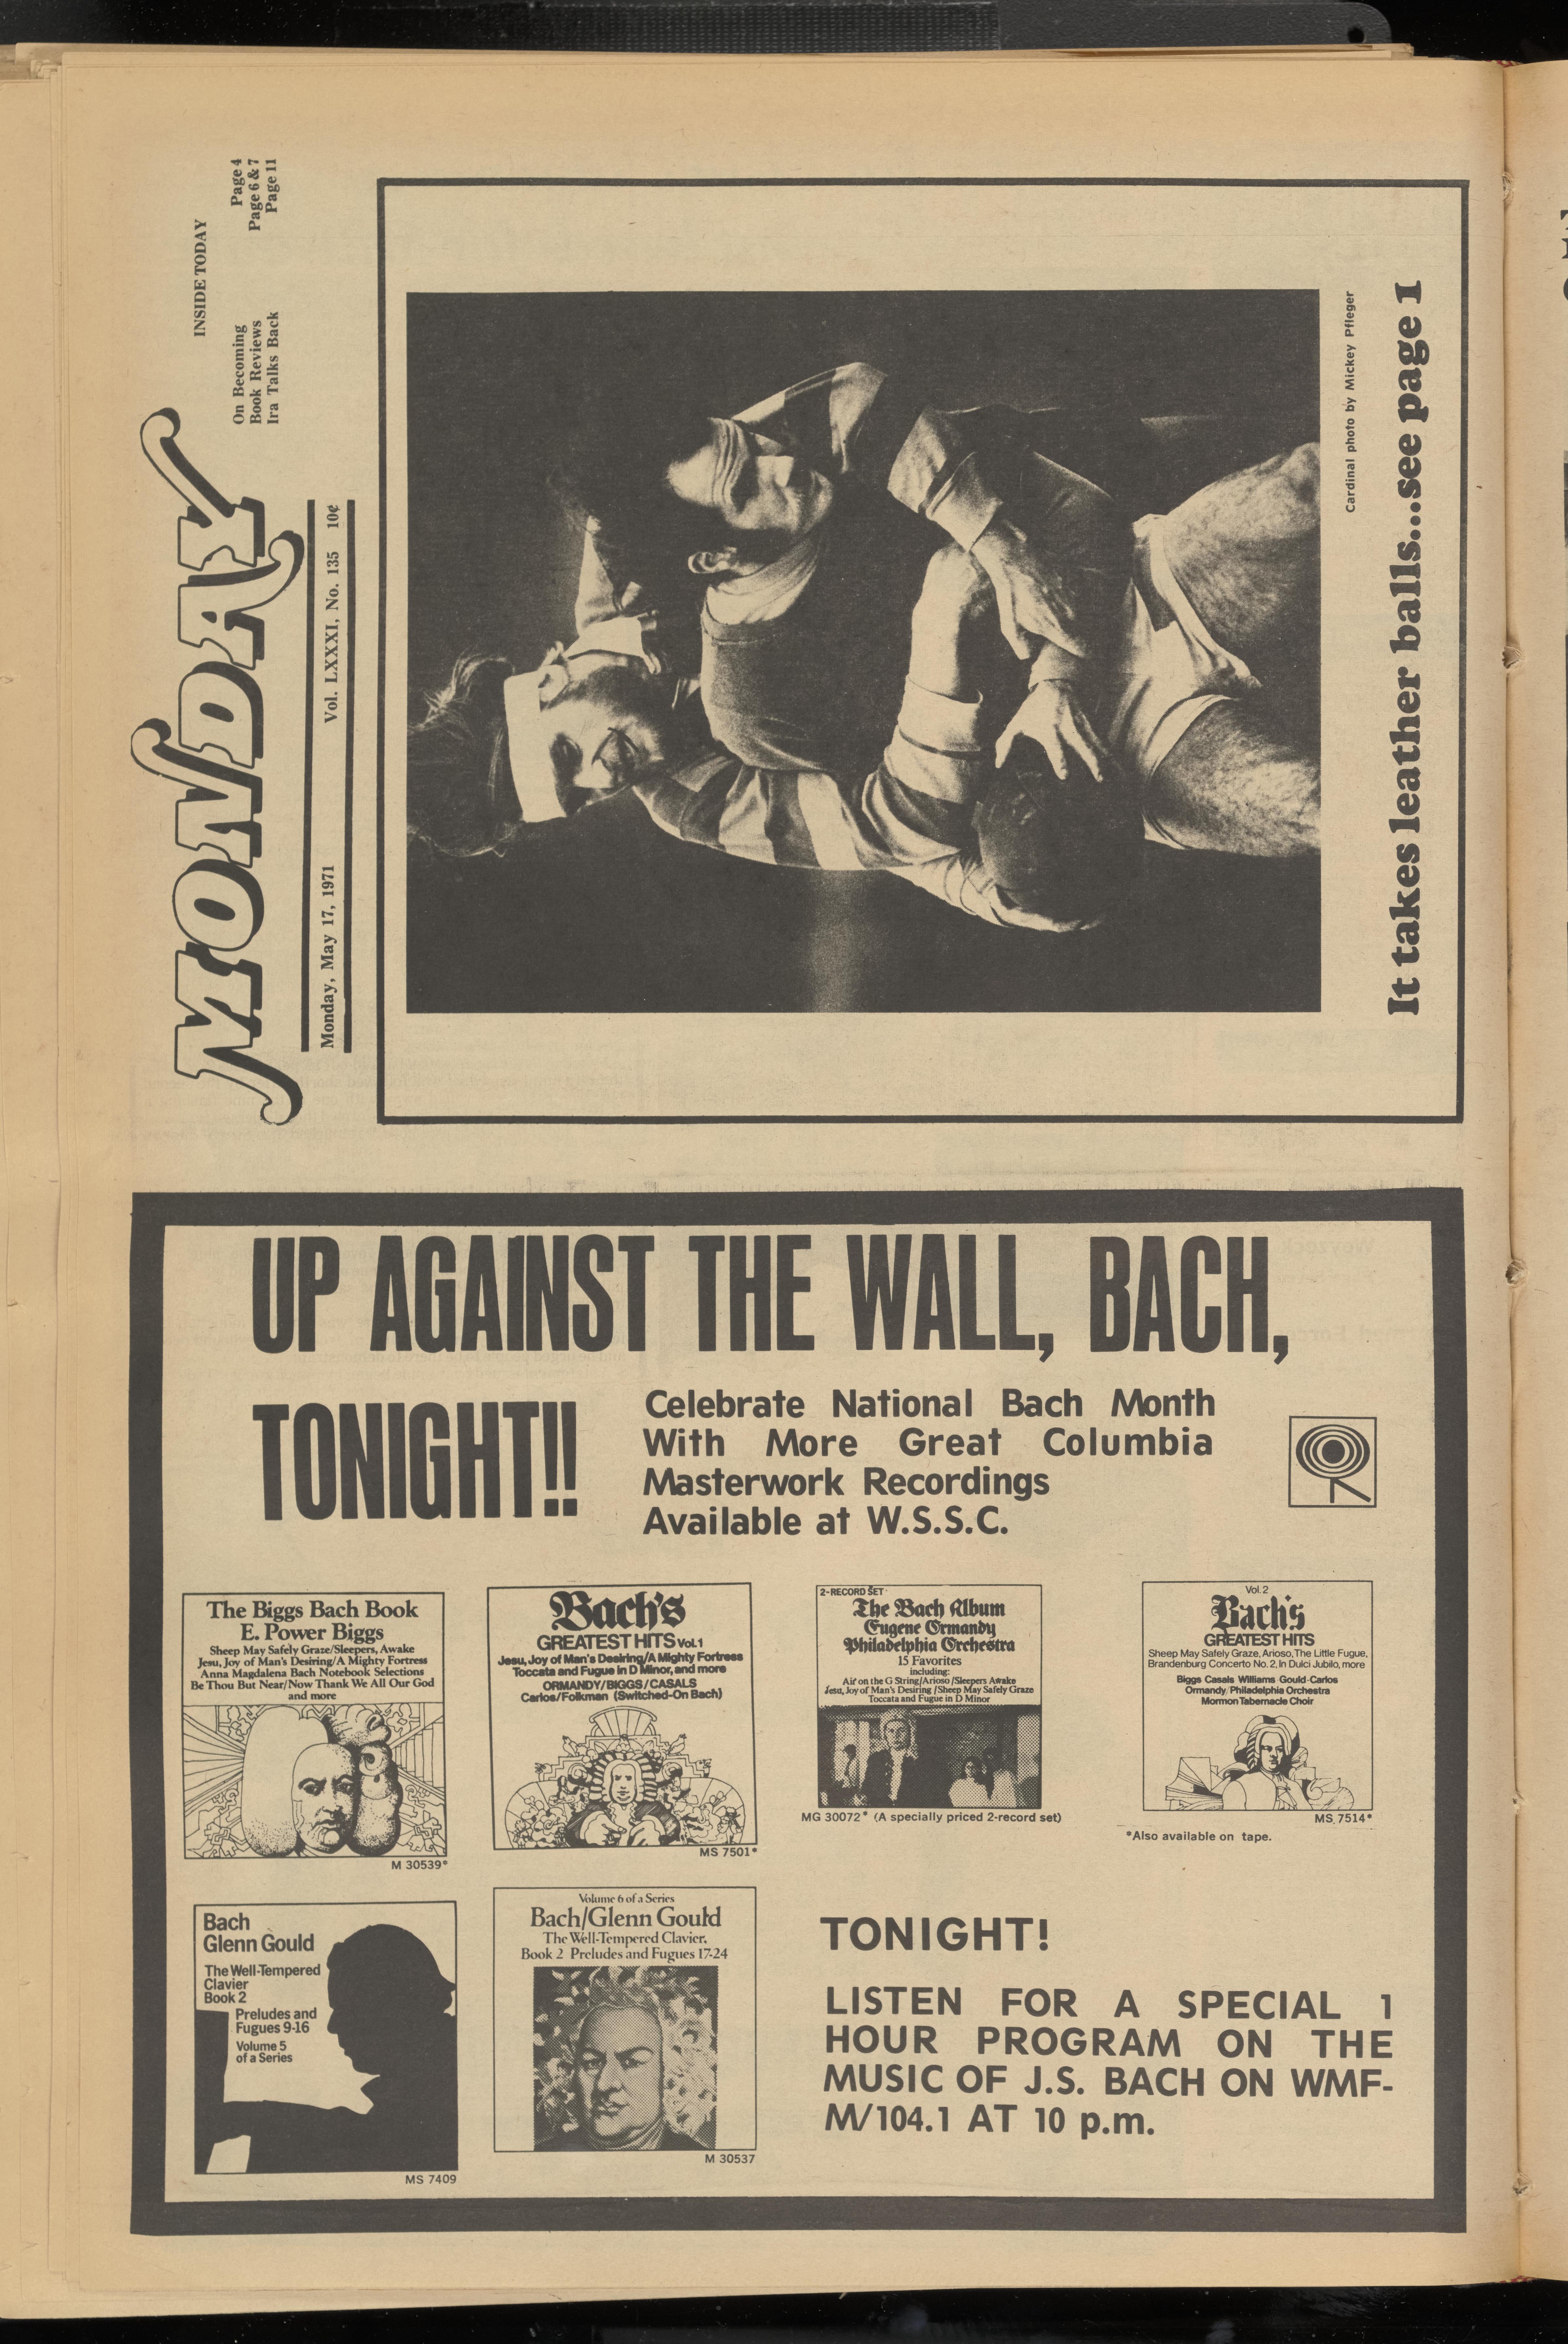 MONDAY
Monday, May 17, 1971 Vol. LXXXI, No. 135 10¢
INSIDE TODAY
On Becoming Page 4
Book Reviews Page 6 & 7
Ira Talks Back Page 11
Cardinal photo by Mickey Pfleger
It takes leather balls...see page 1
UP AGAINST THE WALL, BACH,
TONIGHT!!
Celebrate National Bach Month
With More Great Columbia
Masterwork Recordings
Available at W.S.S.C.
The Biggs Bach Book
E. Power Biggs
Sheep May Safely Graze/Sleepers, Awake
Jesu, Joy of Man's Desiring/A Mighty Fortress
Anna Magdalena Bach Notebook Selections
Be Thou But Near/Now Thank We All Our God
and more
M 30539*
Bach's
GREATEST HITS Vol. 1
Jesu, Joy of Man's Desiring/A Mighty Fortress
Toccata and Fugue in D Minor, and more
ORMANDY/BIGGS/CASALS
Carlos/Folkman (Switched-On Bach)
MS 7501*
2-RECORD SET
The Bach Album
Eugene Ormandy
Philadelphia Orchestra
15 Favorites
including:
Air on the G String/Arioso/Sleepers Awake
Jesu, Joy of Man's Desiring/Sheep May Safely Graze
Toccata and Fugue in D Minor
MG 30072* (A specially priced 2-record set)
Vol. 2
Bach's
GREATEST HITS
Sheep May Safely Graze, Arioso, The Little Fugue,
Brandenburg Concerto No. 2, In Dulci Jubilo, more
Biggs Casals Williams Gould Carlos
Ormandy/Philadelphia Orchestra
Mormon Tabernacle Choir
MS 7514*
*Also available on tape.
Bach
Glenn Gould
The Well-Tempered
Clavier
Book 2
Preludes and
Fugues 9-16
Volume 5
of a Series
MS 7409
Volume 6 of a Series
Bach/Glenn Gould
The Well-Tempered Clavier,
Book 2 Preludes and Fugues 17-24
M 30537
TONIGHT!
LISTEN FOR A SPECIAL 1
HOUR PROGRAM ON THE
MUSIC OF J.S. BACH ON WMF-
M/104.1 AT 10 p.m.